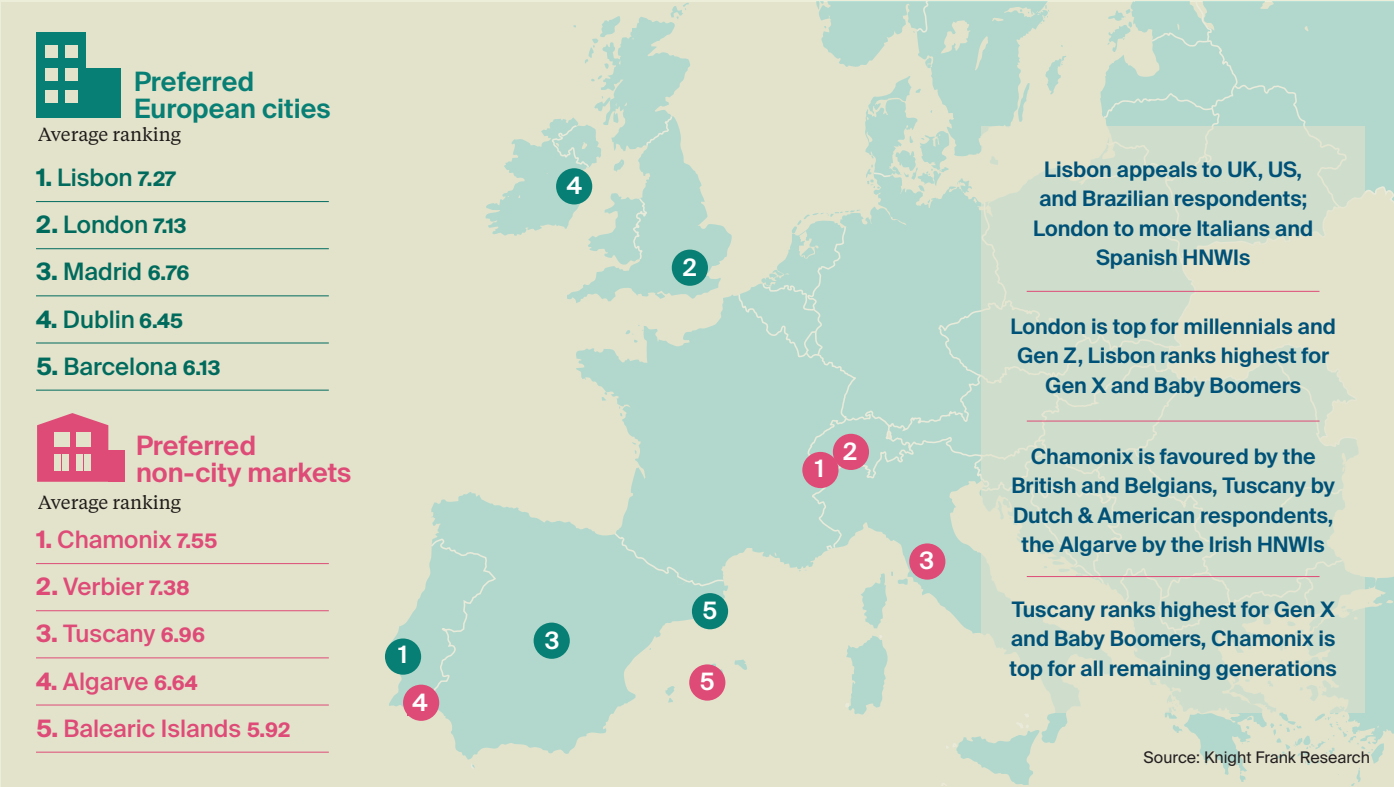 Preferred
European cities
Average ranking
1. Lisbon 7.27
2. London 7.13
3. Madrid 6.76
4. Dublin 6.45
5. Barcelona 6.13
Preferred
non-city markets
Average ranking
1. Chamonix 7.55
2. Verbier 7.38
3. Tuscany 6.96
4. Algarve 6.64
5. Balearic Islands 5.92
4
2
2
1
3
5
3
1
5
4
Lisbon appeals to UK, US,
and Brazilian respondents;
London to more Italians and
Spanish HNWIs
London is top for millennials and
Gen Z, Lisbon ranks highest for
Gen X and Baby Boomers
Chamonix is favoured by the
British and Belgians, Tuscany by
Dutch & American respondents,
the Algarve by the Irish HNWIs
Tuscany ranks highest for Gen X
and Baby Boomers, Chamonix is
top for all remaining generations
Source: Knight Frank Research